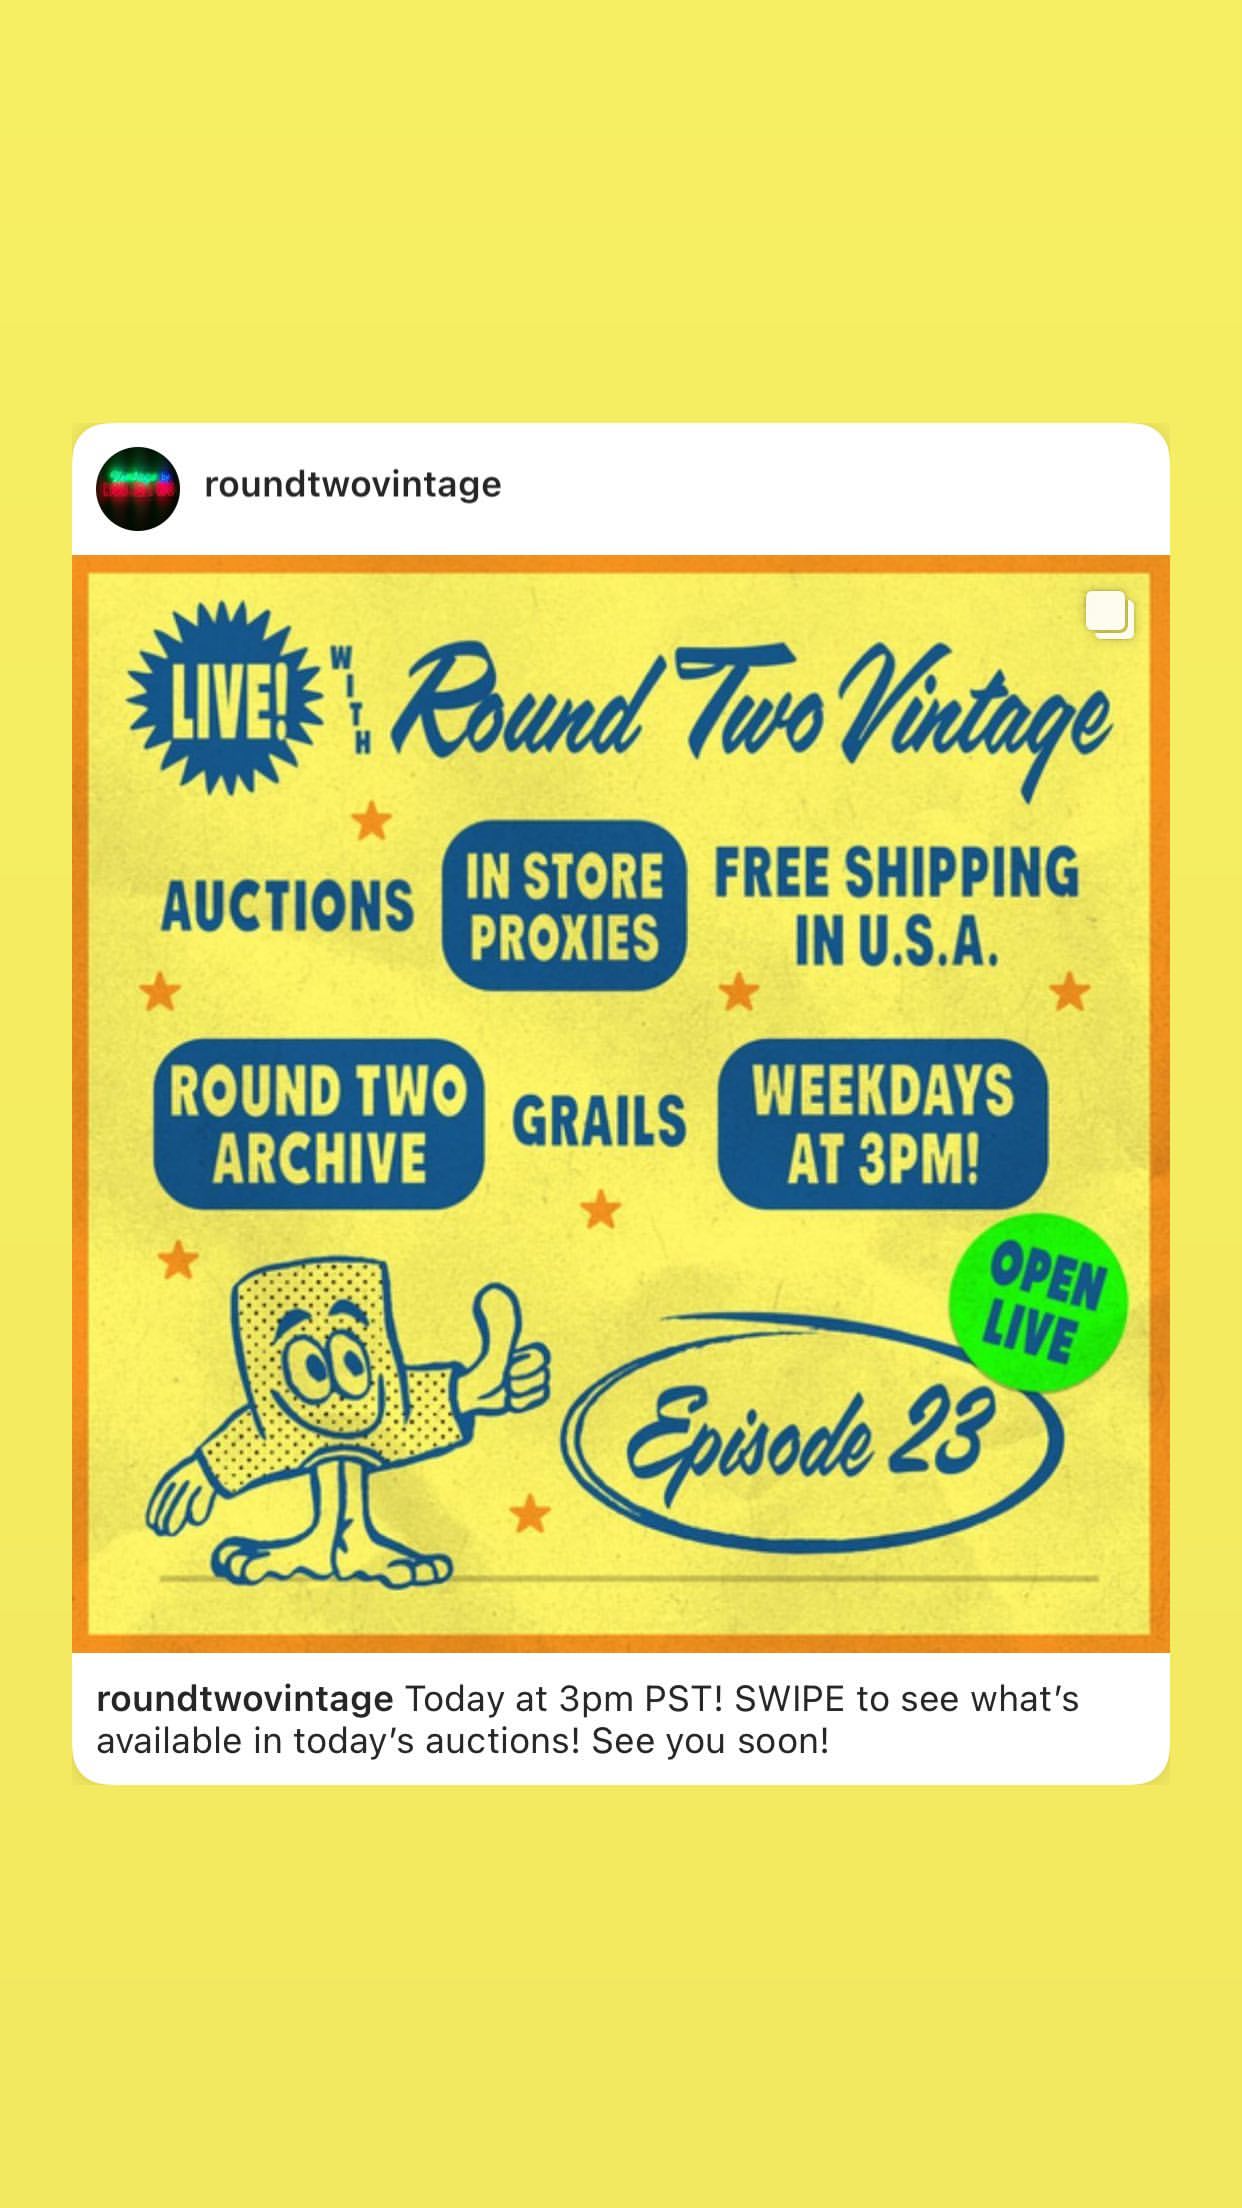 roundtwovintage
LIVE!
WITH
Round Two Vintage
AUCTIONS
IN STORE
PROXIES
FREE SHIPPING
IN U.S.A.
ROUND TWO
ARCHIVE
GRAILS
WEEKDAYS
AT 3PM!
OPEN
LIVE
Episode 23
roundtwovintage Today at 3pm PST! SWIPE to see what’s
available in today’s auctions! See you soon!